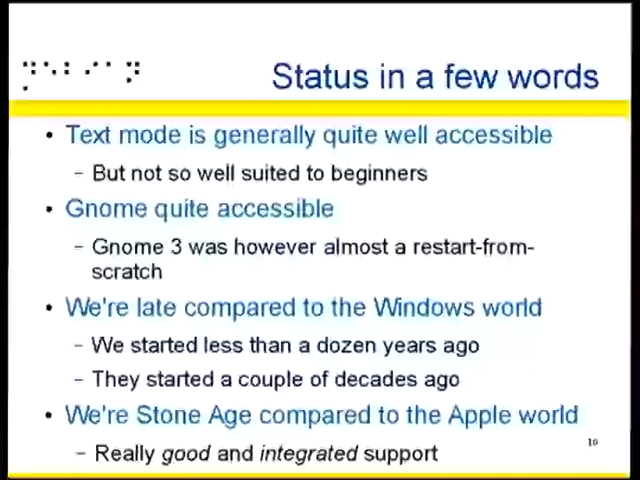 ⡙⠑⠃⠊⠁⠝
Status in a few words
• Text mode is generally quite well accessible
– But not so well suited to beginners
• Gnome quite accessible
– Gnome 3 was however almost a restart-from-
scratch
• We're late compared to the Windows world
– We started less than a dozen years ago
– They started a couple of decades ago
• We're Stone Age compared to the Apple world
– Really good and integrated support
10